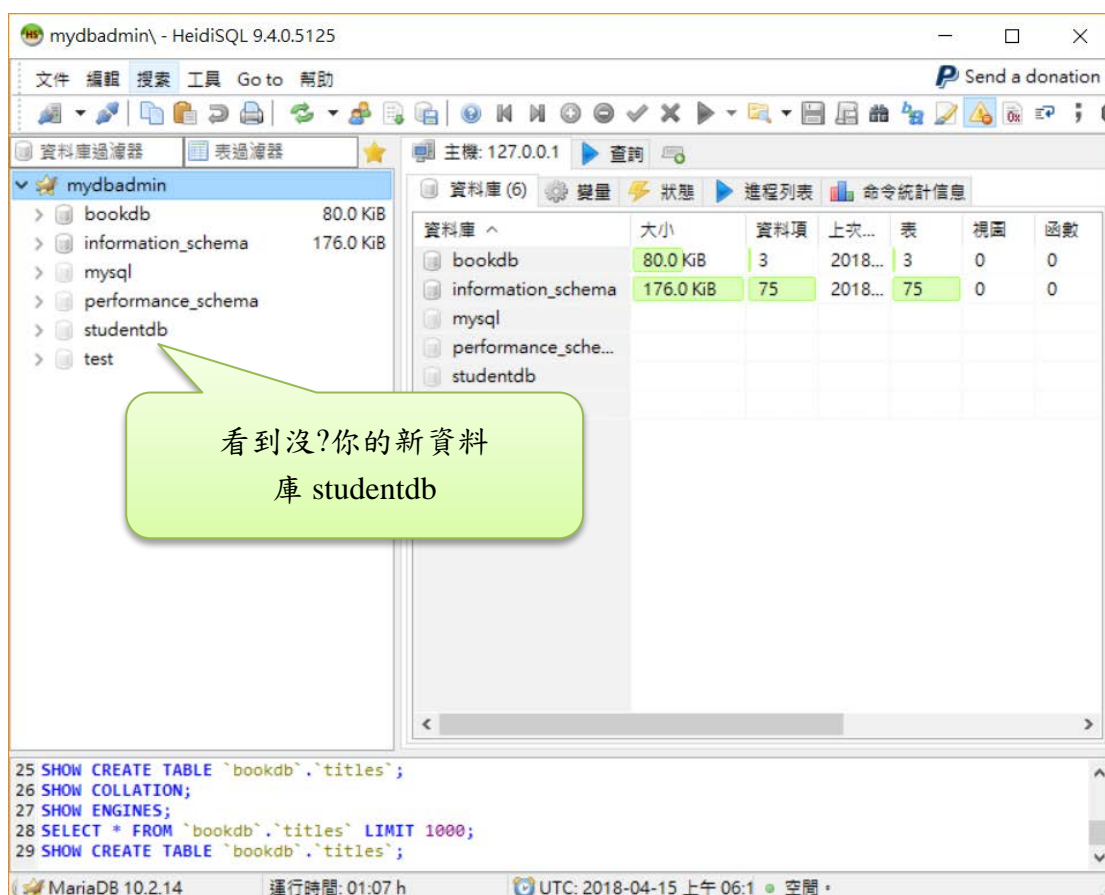 mydbadmin\ - HeidiSQL 9.4.0.5125
文件 編輯 搜索 工具 Go to 幫助
Send a donation
資料庫過濾器 表過濾器
主機: 127.0.0.1 查詢
mydbadmin
bookdb 80.0 KiB
information_schema 176.0 KiB
mysql
performance_schema
studentdb
test
資料庫 (6) 變量 狀態 進程列表 命令統計信息
資料庫 大小 資料項 上次... 表 視圖 函數
bookdb 80.0 KiB 3 2018... 3 0 0
information_schema 176.0 KiB 75 2018... 75 0 0
mysql
performance_sche...
studentdb
看到沒?你的新資料
庫 studentdb
25 SHOW CREATE TABLE `bookdb`.`titles`;
26 SHOW COLLATION;
27 SHOW ENGINES;
28 SELECT * FROM `bookdb`.`titles` LIMIT 1000;
29 SHOW CREATE TABLE `bookdb`.`titles`;
MariaDB 10.2.14 運行時間: 01:07 h UTC: 2018-04-15 上午 06:1 空閒。